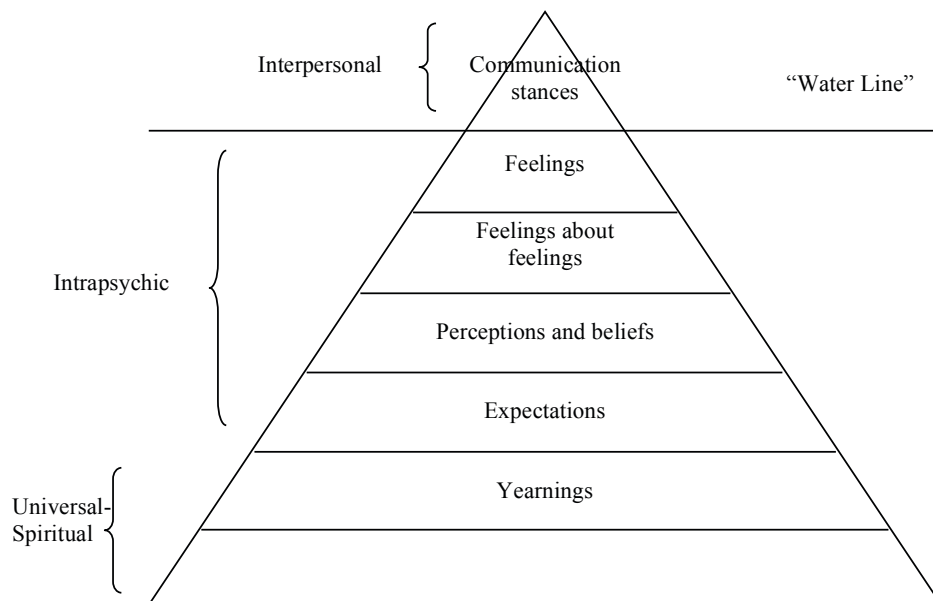 Interpersonal
Communication
stances
“Water Line”
Feelings
Feelings about
feelings
Intrapsychic
Perceptions and beliefs
Expectations
Yearnings
Universal-
Spiritual